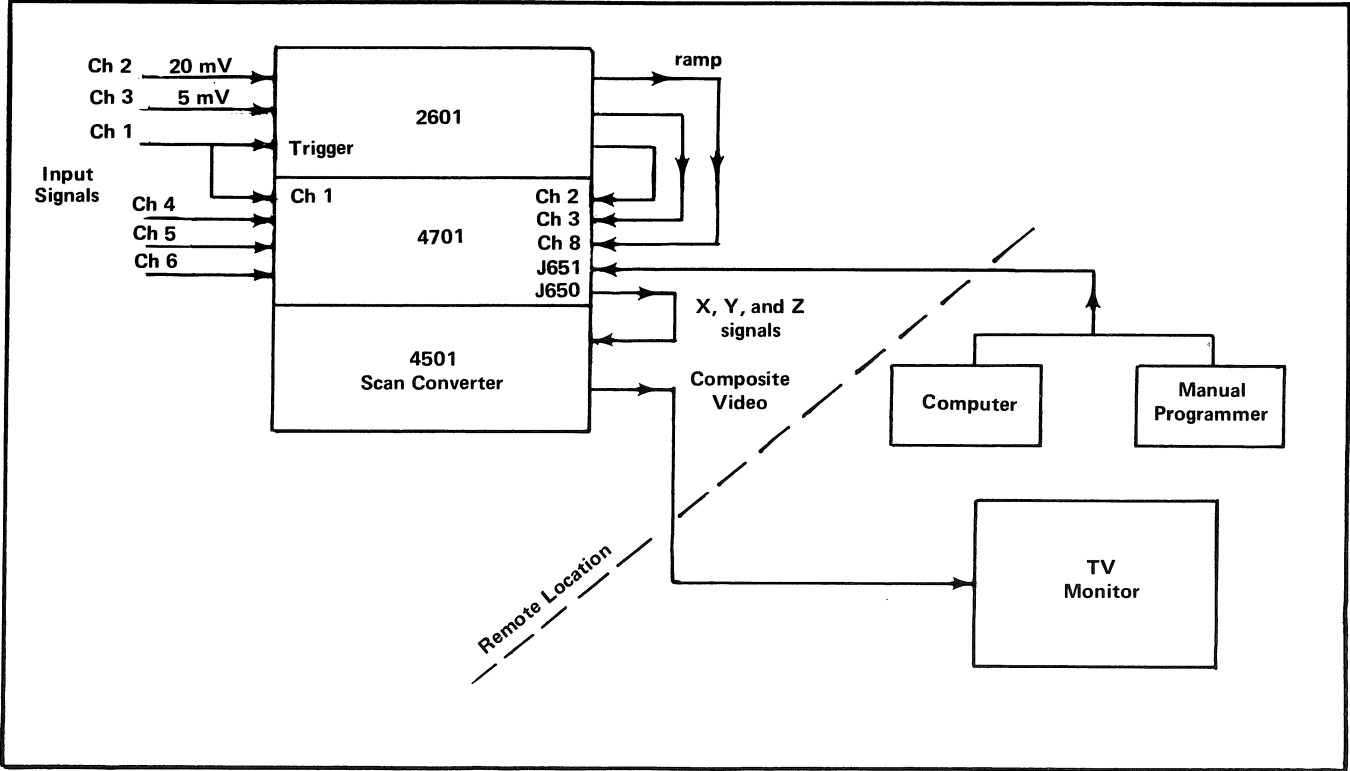 Ch 2
20 mV
Ch 3
5 mV
Ch 1
Input
Signals
Ch 4
Ch 5
Ch 6
2601
Trigger
ramp
Ch 1
4701
Ch 2
Ch 3
Ch 8
J651
J650
X, Y, and Z
signals
4501
Scan Converter
Composite
Video
Computer
Manual
Programmer
Remote Location
TV
Monitor